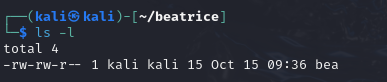 ┌──(kali㉿kali)-[~/beatrice]
└─$ ls -l
total 4
-rw-rw-r-- 1 kali kali 15 Oct 15 09:36 bea